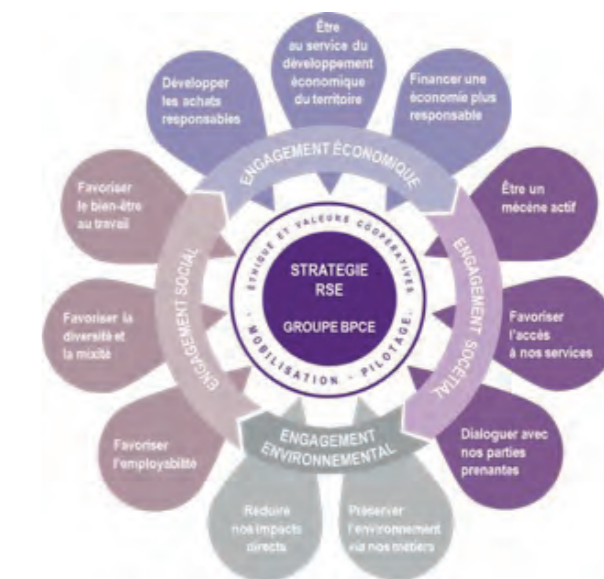 Être
au service du
développement
économique
du territoire
Développer
les achats
responsables
Financer une
économie plus
responsable
ENGAGEMENT ÉCONOMIQUE
Favoriser
le bien-être
au travail
Être un
mécène actif
ÉTHIQUE ET VALEURS COOPÉRATIVES
STRATEGIE
RSE
GROUPE BPCE
- MOBILISATION - PILOTAGE -
ENGAGEMENT SOCIAL
ENGAGEMENT SOCÉTIAL
Favoriser la
diversité et
la mixité
Favoriser
l'accès
à nos services
Favoriser
l'employabilité
ENGAGEMENT
ENVIRONNEMENTAL
Dialoguer avec
nos parties
prenantes
Réduire
nos impacts
directs
Préserver
l'environnement
via nos métiers